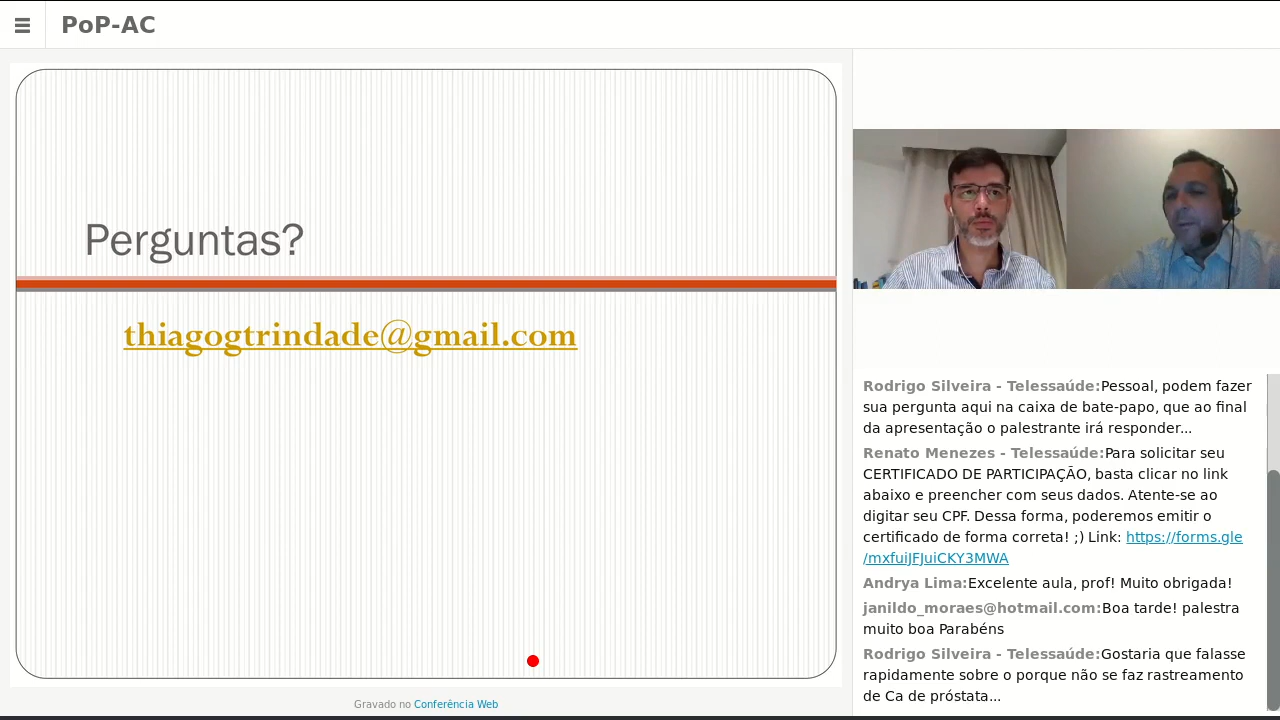 PoP-AC
Perguntas?
thiagogtrindade@gmail.com
Gravado no Conferência Web
Rodrigo Silveira - Telessaúde:Pessoal, podem fazer
sua pergunta aqui na caixa de bate-papo, que ao final
da apresentação o palestrante irá responder...
Renato Menezes - Telessaúde:Para solicitar seu
CERTIFICADO DE PARTICIPAÇÃO, basta clicar no link
abaixo e preencher com seus dados. Atente-se ao
digitar seu CPF. Dessa forma, poderemos emitir o
certificado de forma correta! ;) Link: https://forms.gle
/mxfuiJFJuiCKY3MWA
Andrya Lima:Excelente aula, prof! Muito obrigada!
janildo_moraes@hotmail.com:Boa tarde! palestra
muito boa Parabéns
Rodrigo Silveira - Telessaúde:Gostaria que falasse
rapidamente sobre o porque não se faz rastreamento
de Ca de próstata...